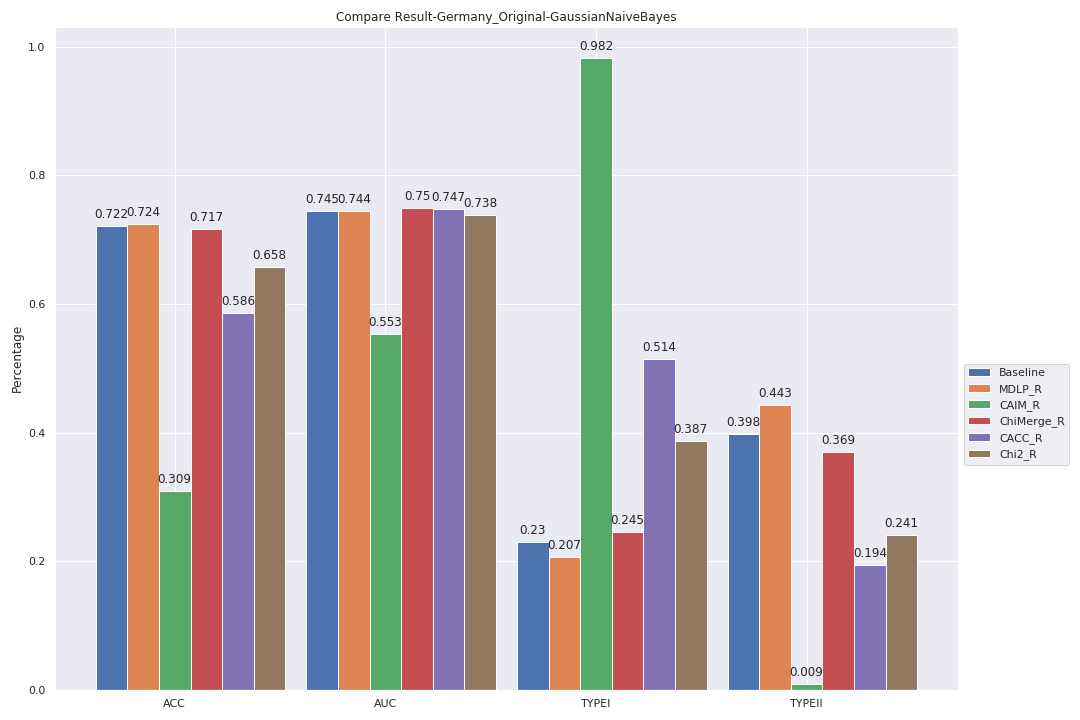 Compare Result-Germany_Original-GaussianNaiveBayes
Percentage
1.0
0.8
0.6
0.4
0.2
0.0
0.722
0.724
0.309
0.717
0.586
0.658
0.745
0.744
0.553
0.75
0.747
0.738
0.23
0.207
0.982
0.245
0.514
0.387
0.398
0.443
0.009
0.369
0.194
0.241
ACC
AUC
TYPEI
TYPEII
Baseline
MDLP_R
CAIM_R
ChiMerge_R
CACC_R
Chi2_R